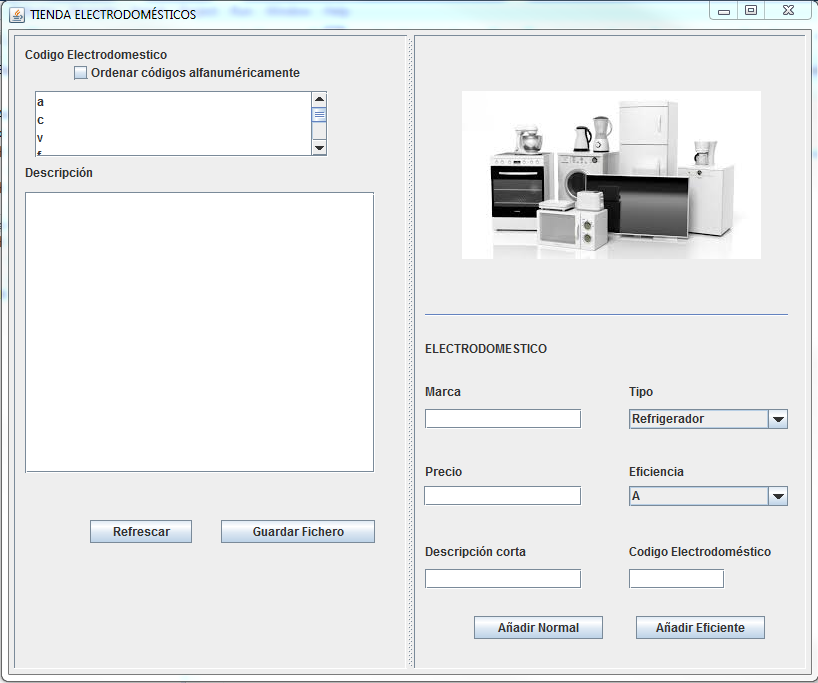 TIENDA ELECTRODOMÉSTICOS
Codigo Electrodomestico
Ordenar códigos alfanuméricamente
a
c
v
Descripción
Refrescar
Guardar Fichero
ELECTRODOMESTICO
Marca
Tipo
Refrigerador
Precio
Eficiencia
A
Descripción corta
Codigo Electrodoméstico
Añadir Normal
Añadir Eficiente